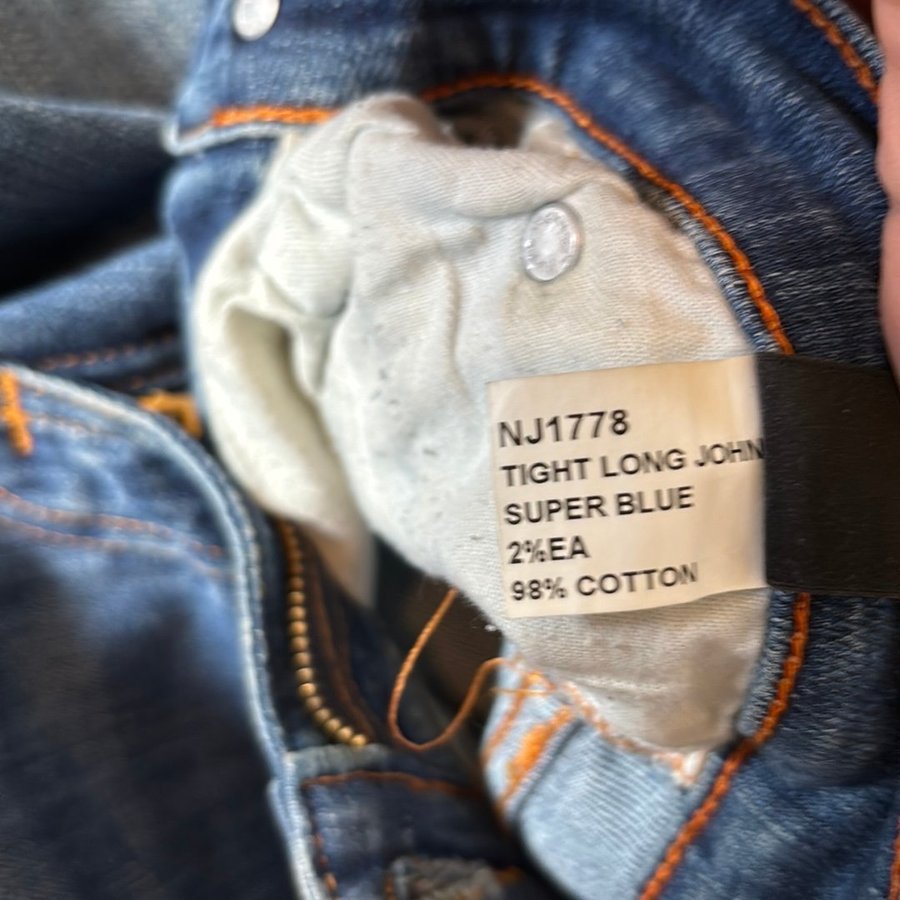 NJ1778
TIGHT LONG JOHN
SUPER BLUE
2%EA
98% COTTON